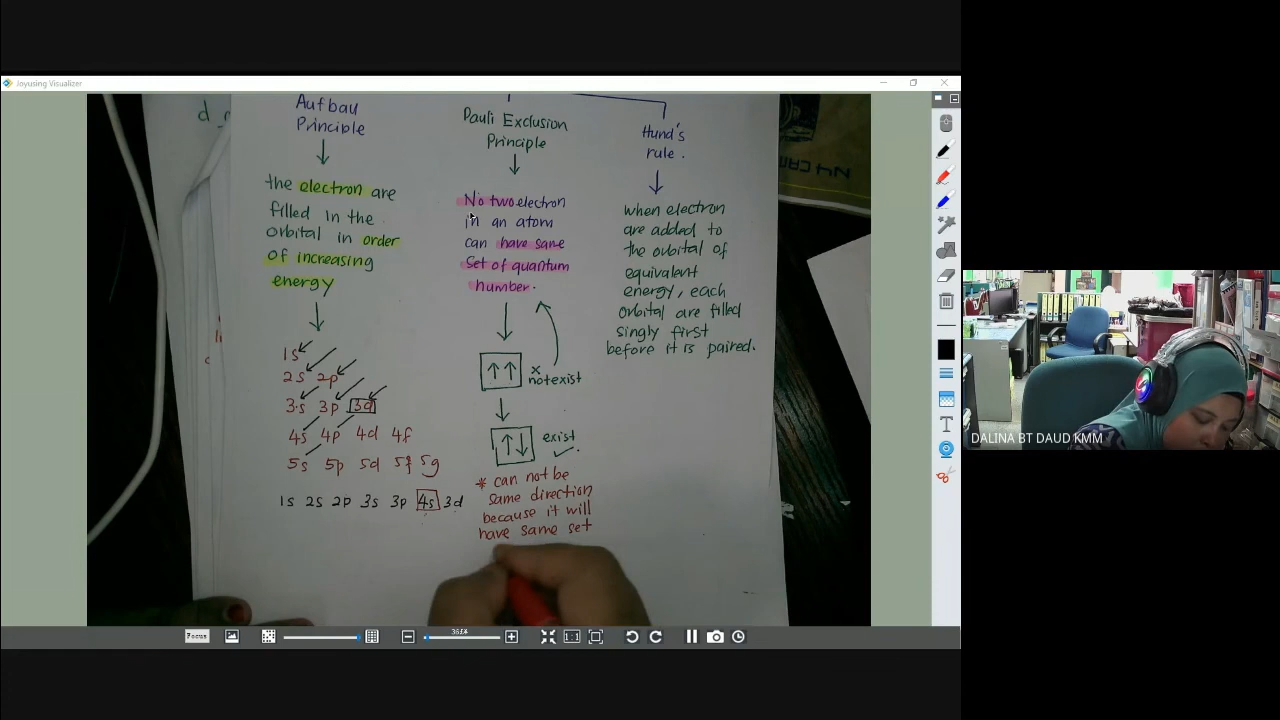 Joyusing Visualizer
Aufbau
Principle
the electron are
filled in the
orbital in order
of increasing
energy
1s
2s 2p
3s 3p 3d
4s 4p 4d 4f
5s 5p 5d 5f 5g
1s 2s 2p 3s 3p 4s 3d
Pauli Exclusion
Principle
No two electron
in an atom
can have same
set of quantum
number.
↑↑ x
not exist
↑↓ exist
* can not be
same direction
because it will
have same set
Hund's
rule.
when electron
are added to
the orbital of
equivalent
energy, each
orbital are filled
singly first
before it is paired.
d
Focus
1:1
T
DALINA BT DAUD KMM